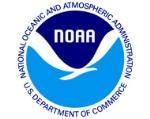 NATIONAL OCEANIC AND ATMOSPHERIC ADMINISTRATION
NOAA
U.S. DEPARTMENT OF COMMERCE